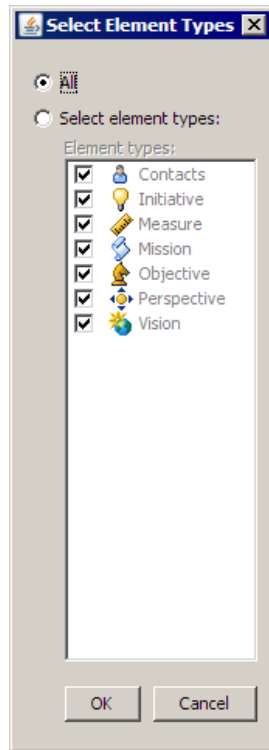 Select Element Types
All
Select element types:
Element types:
Contacts
Initiative
Measure
Mission
Objective
Perspective
Vision
OK
Cancel